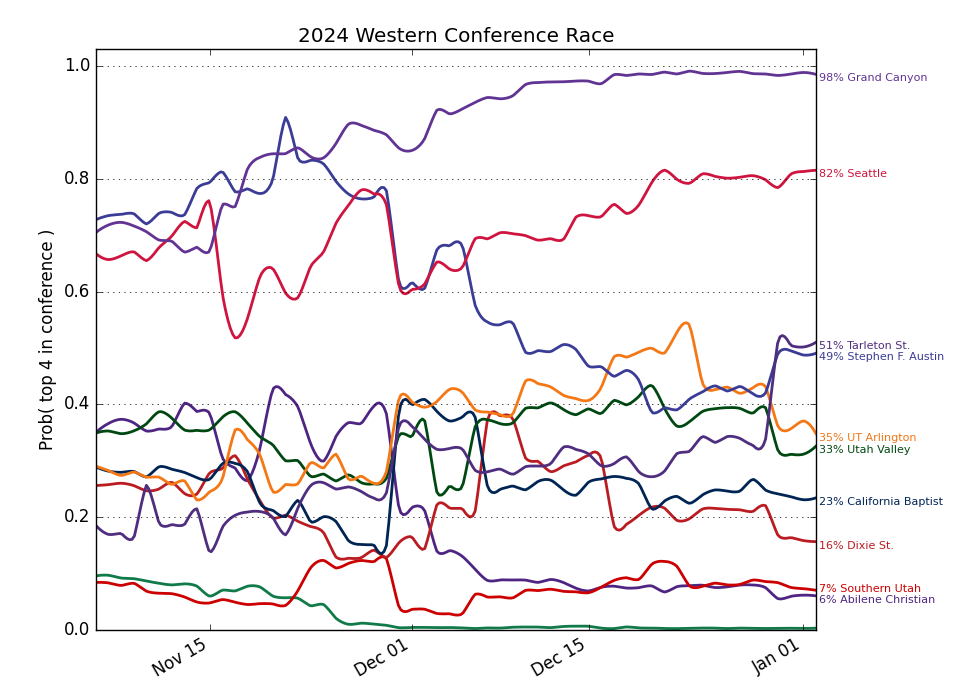 2024 Western Conference Race
Prob( top 4 in conference )
1.0
0.8
0.6
0.4
0.2
0.0
Nov 15
Dec 01
Dec 15
Jan 01
98% Grand Canyon
82% Seattle
51% Tarleton St.
49% Stephen F. Austin
35% UT Arlington
33% Utah Valley
23% California Baptist
16% Dixie St.
7% Southern Utah
6% Abilene Christian